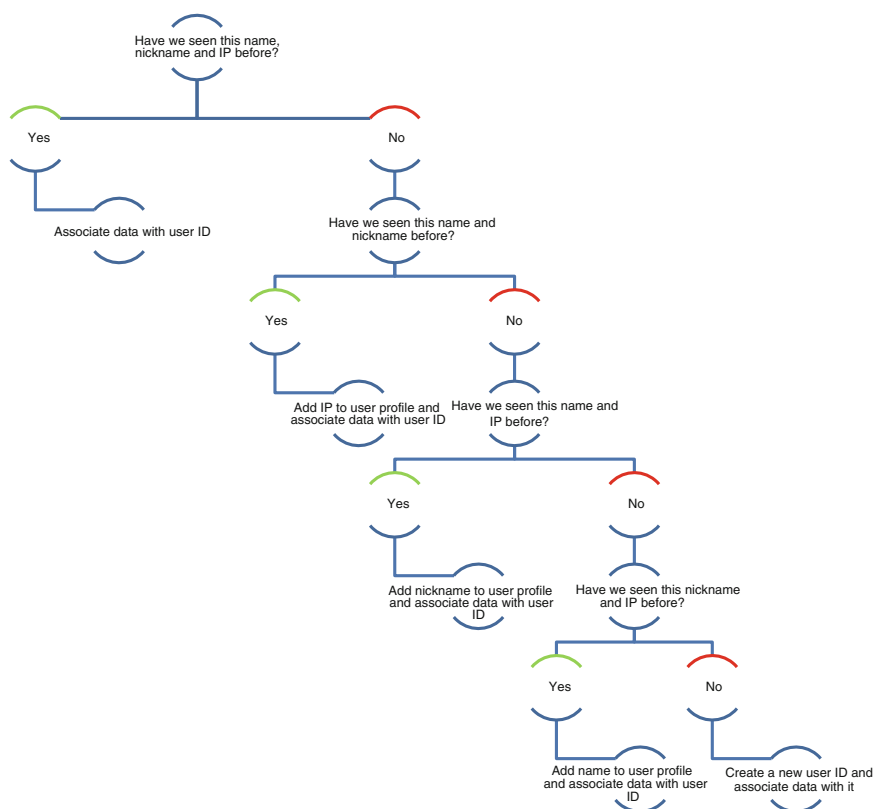 Have we seen this name,
nickname and IP before?
Yes
No
Associate data with user ID
Have we seen this name and
nickname before?
Yes
No
Add IP to user profile and
associate data with user ID
Have we seen this name and
IP before?
Yes
No
Add nickname to user profile
and associate data with user
ID
Have we seen this nickname
and IP before?
Yes
No
Add name to user profile
and associate data with user
ID
Create a new user ID and
associate data with it